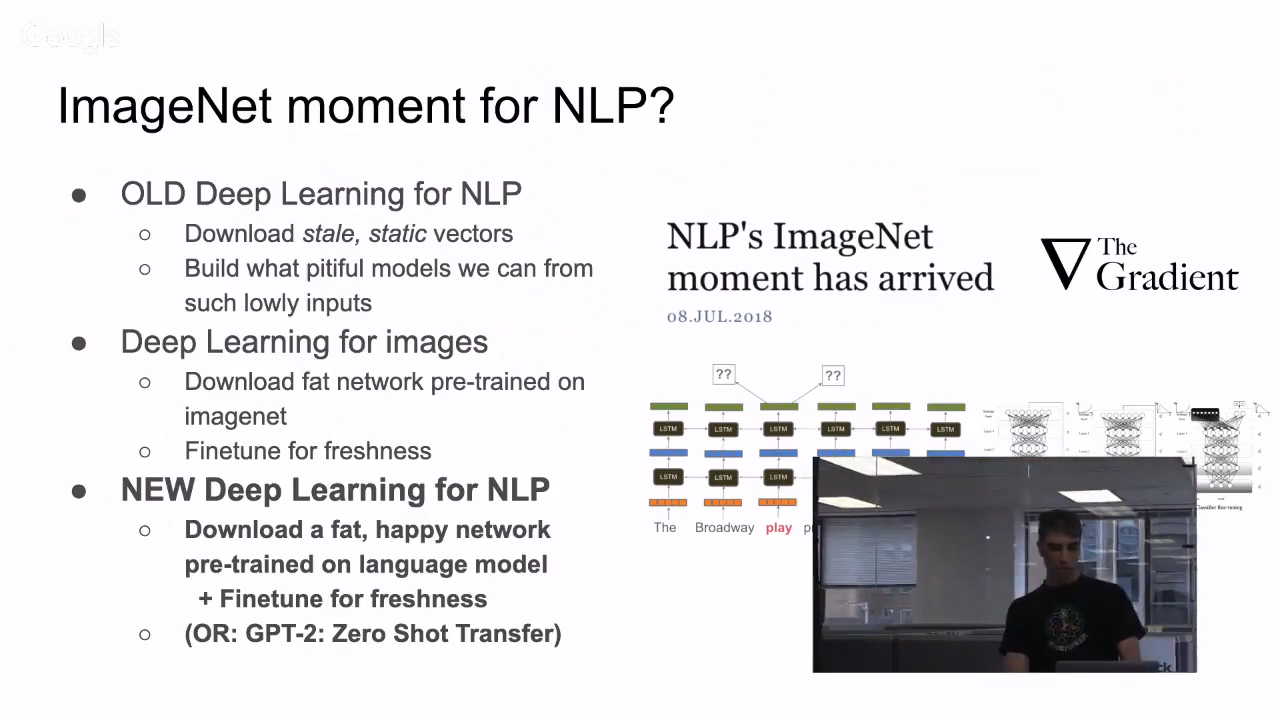 Google
ImageNet moment for NLP?
● OLD Deep Learning for NLP
○ Download stale, static vectors
○ Build what pitiful models we can from
such lowly inputs
● Deep Learning for images
○ Download fat network pre-trained on
imagenet
○ Finetune for freshness
● NEW Deep Learning for NLP
○ Download a fat, happy network
pre-trained on language model
+ Finetune for freshness
○ (OR: GPT-2: Zero Shot Transfer)
NLP's ImageNet
moment has arrived
08.JUL.2018
The
Gradient
?? ??
LSTM LSTM LSTM LSTM LSTM LSTM
LSTM LSTM LSTM
The Broadway play